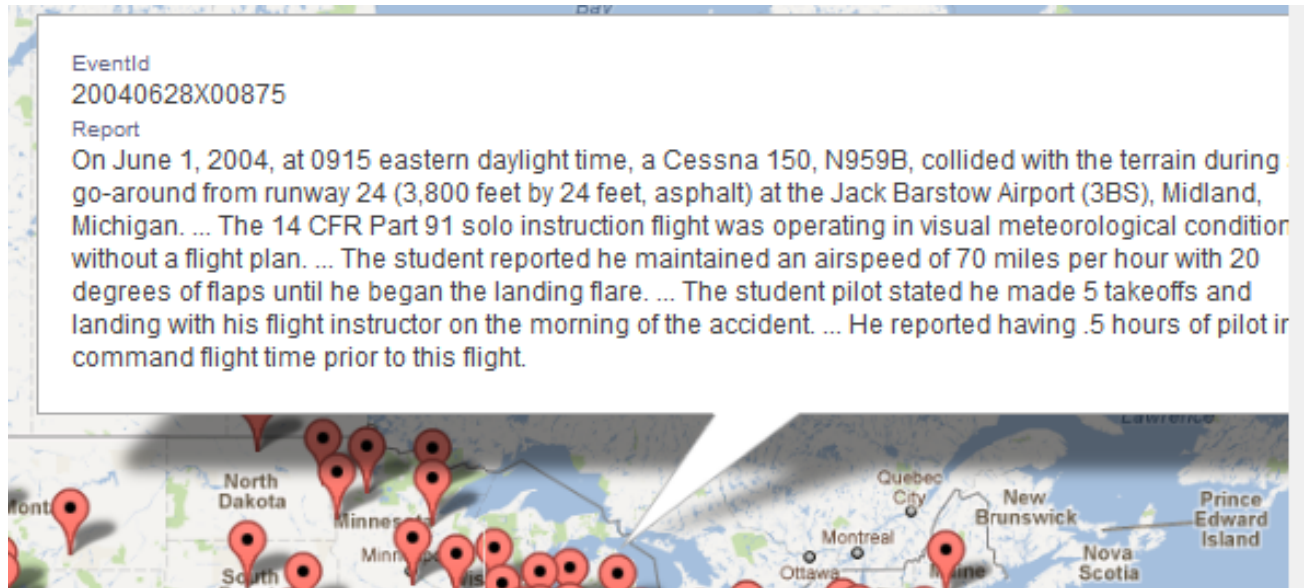 Bay
EventId
20040628X00875
Report
On June 1, 2004, at 0915 eastern daylight time, a Cessna 150, N959B, collided with the terrain during
go-around from runway 24 (3,800 feet by 24 feet, asphalt) at the Jack Barstow Airport (3BS), Midland,
Michigan. ... The 14 CFR Part 91 solo instruction flight was operating in visual meteorological condition
without a flight plan. ... The student reported he maintained an airspeed of 70 miles per hour with 20
degrees of flaps until he began the landing flare. ... The student pilot stated he made 5 takeoffs and
landing with his flight instructor on the morning of the accident. ... He reported having .5 hours of pilot in
command flight time prior to this flight.
Lawrence
North
Dakota
Quebec
City
New
Brunswick
Prince
Edward
Island
Mont
Minnesota
Montreal
Nova
Scotia
Ottawa
Maine
South